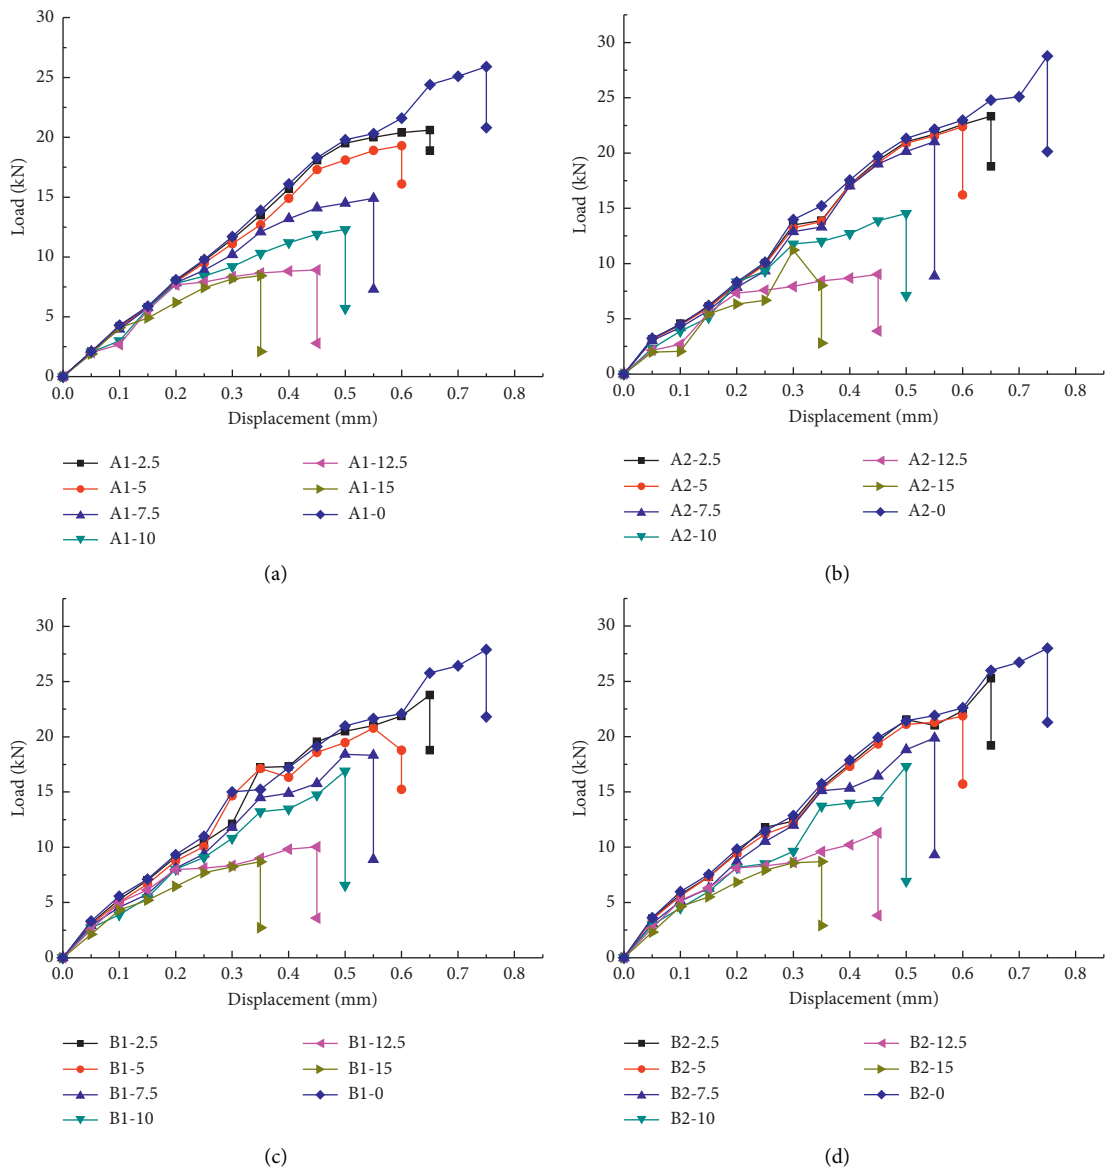 30
25
20
15
10
5
0
Load (kN)
0.0 0.1 0.2 0.3 0.4 0.5 0.6 0.7 0.8
Displacement (mm)
A1-2.5 A1-12.5
A1-5 A1-15
A1-7.5 A1-0
A1-10
(a)
30
25
20
15
10
5
0
Load (kN)
0.0 0.1 0.2 0.3 0.4 0.5 0.6 0.7 0.8
Displacement (mm)
A2-2.5 A2-12.5
A2-5 A2-15
A2-7.5 A2-0
A2-10
(b)
30
25
20
15
10
5
0
Load (kN)
0.0 0.1 0.2 0.3 0.4 0.5 0.6 0.7 0.8
Displacement (mm)
B1-2.5 B1-12.5
B1-5 B1-15
B1-7.5 B1-0
B1-10
(c)
30
25
20
15
10
5
0
Load (kN)
0.0 0.1 0.2 0.3 0.4 0.5 0.6 0.7 0.8
Displacement (mm)
B2-2.5 B2-12.5
B2-5 B2-15
B2-7.5 B2-0
B2-10
(d)